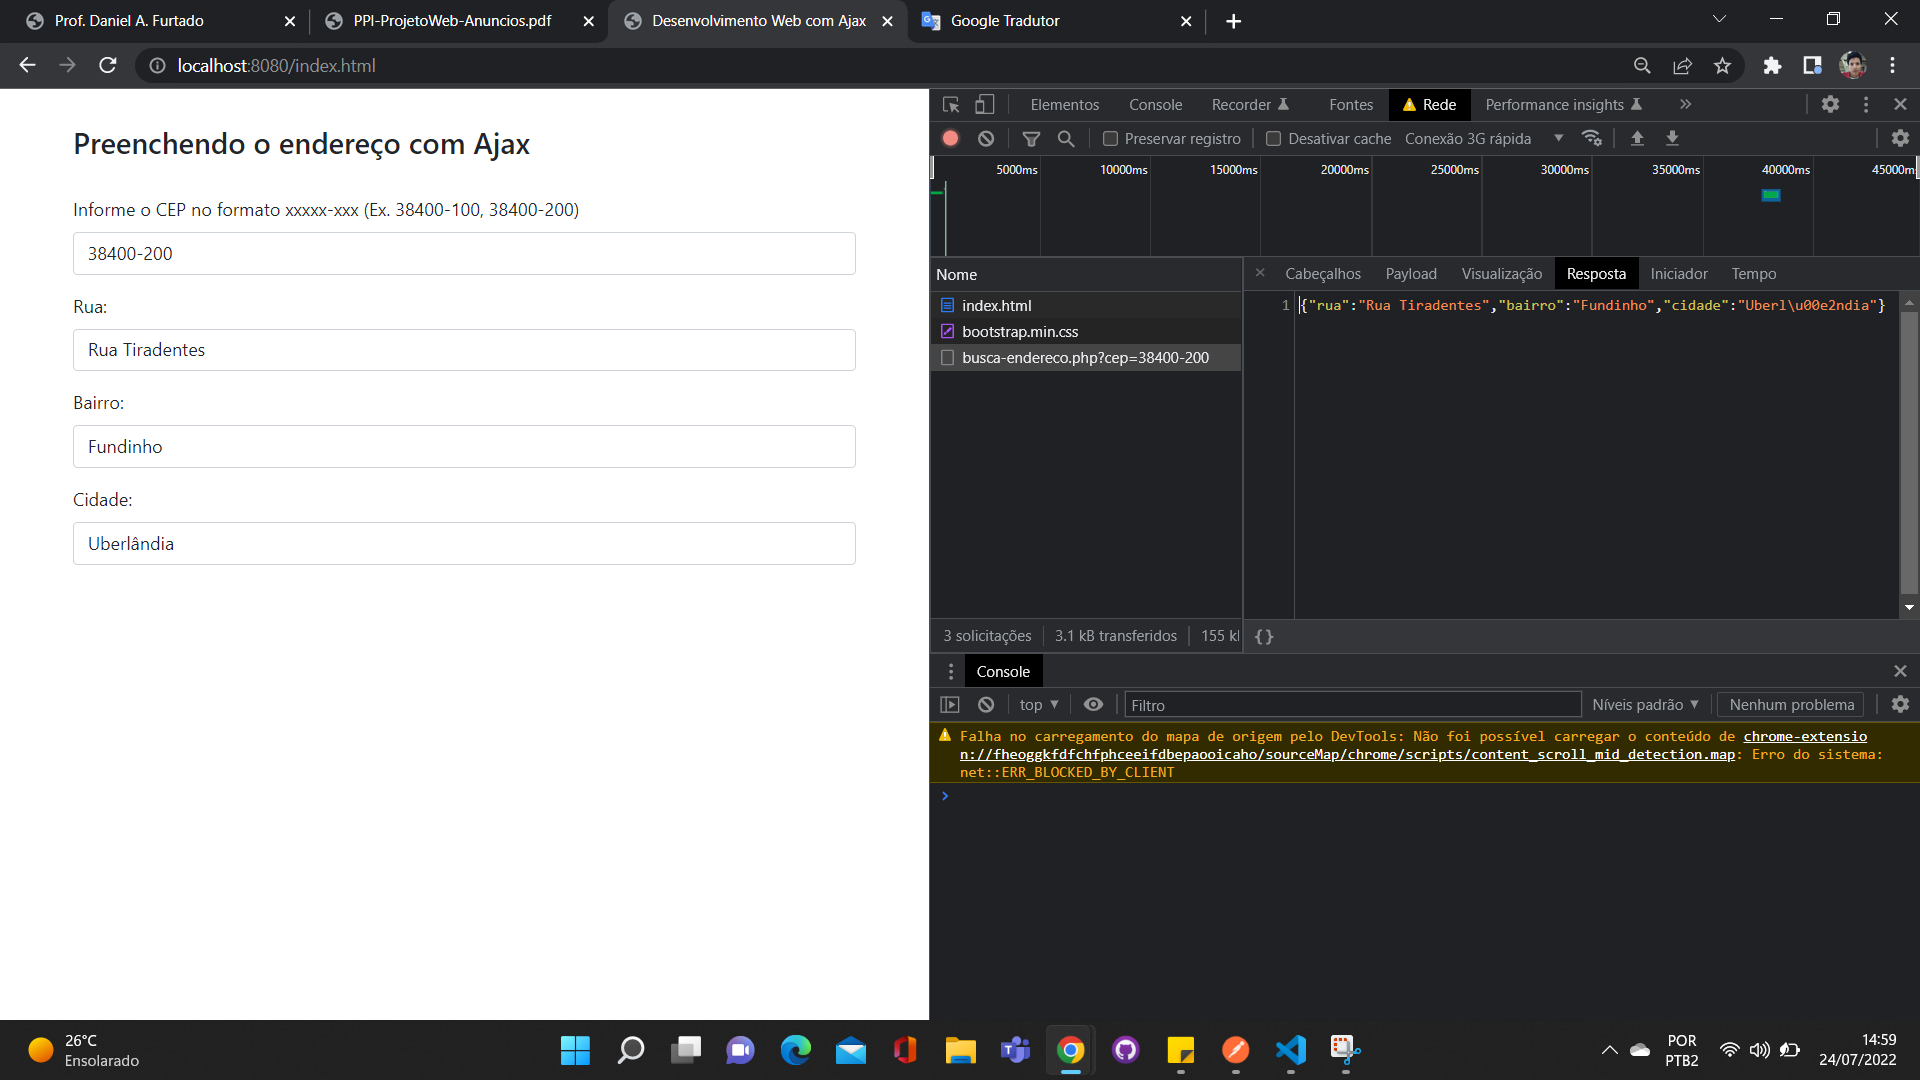 Prof. Daniel A. Furtado
PPI-ProjetoWeb-Anuncios.pdf
Desenvolvimento Web com Ajax
Google Tradutor
localhost:8080/index.html
Preenchendo o endereço com Ajax
Informe o CEP no formato xxxxx-xxx (Ex. 38400-100, 38400-200)
38400-200
Rua:
Rua Tiradentes
Bairro:
Fundinho
Cidade:
Uberlândia
Elementos Console Recorder Fontes Rede Performance insights
Preservar registro Desativar cache Conexão 3G rápida
5000ms 10000ms 15000ms 20000ms 25000ms 30000ms 35000ms 40000ms 45000m
Nome
index.html
bootstrap.min.css
busca-endereco.php?cep=38400-200
3 solicitações 3.1 kB transferidos 155 k
Cabeçalhos Payload Visualização Resposta Iniciador Tempo
1 {"rua":"Rua Tiradentes","bairro":"Fundinho","cidade":"Uberl\u00e2ndia"}
{}
Console
top Filtro Níveis padrão Nenhum problema
Falha no carregamento do mapa de origem pelo DevTools: Não foi possível carregar o conteúdo de chrome-extensio
n://fheoggkfdfchfphceeifdbepaooicaho/sourceMap/chrome/scripts/content_scroll_mid_detection.map: Erro do sistema:
net::ERR_BLOCKED_BY_CLIENT
26°C
Ensolarado
POR
PTB2
14:59
24/07/2022